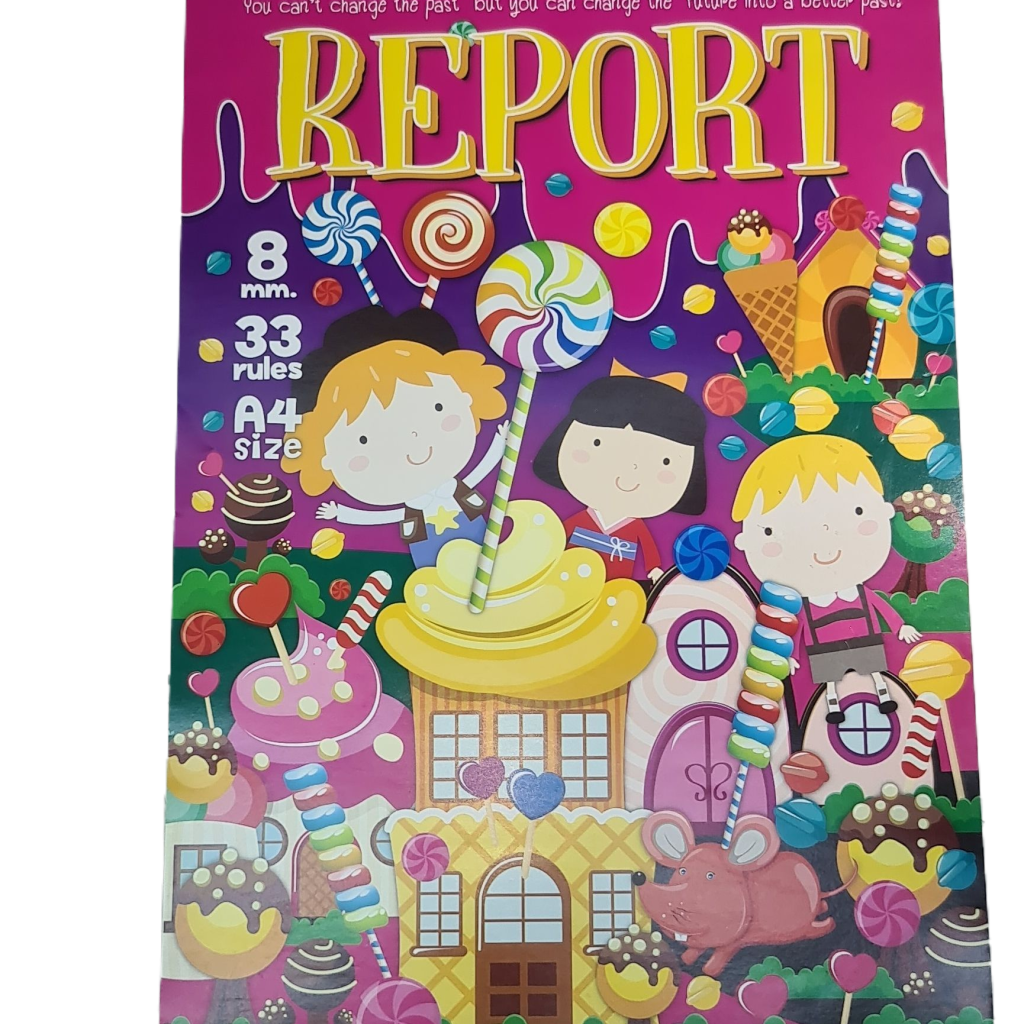 You can't change the past but you can change the future into a better past.
REPORT
8
mm.
33
rules
A4
size